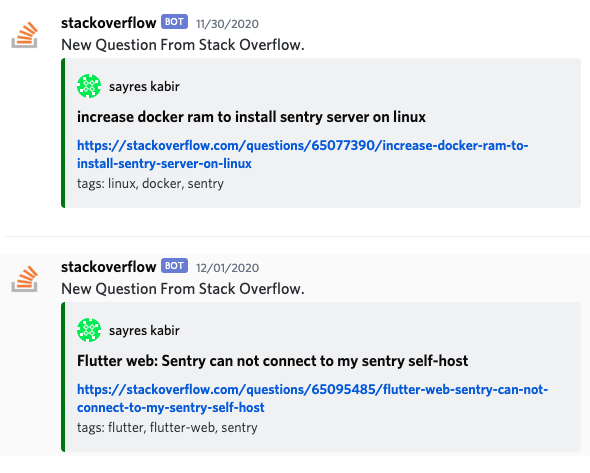 stackoverflow BOT 11/30/2020
New Question From Stack Overflow.
sayres kabir
increase docker ram to install sentry server on linux
https://stackoverflow.com/questions/65077390/increase-docker-ram-to-
install-sentry-server-on-linux
tags: linux, docker, sentry
stackoverflow BOT 12/01/2020
New Question From Stack Overflow.
sayres kabir
Flutter web: Sentry can not connect to my sentry self-host
https://stackoverflow.com/questions/65095485/flutter-web-sentry-can-not-
connect-to-my-sentry-self-host
tags: flutter, flutter-web, sentry